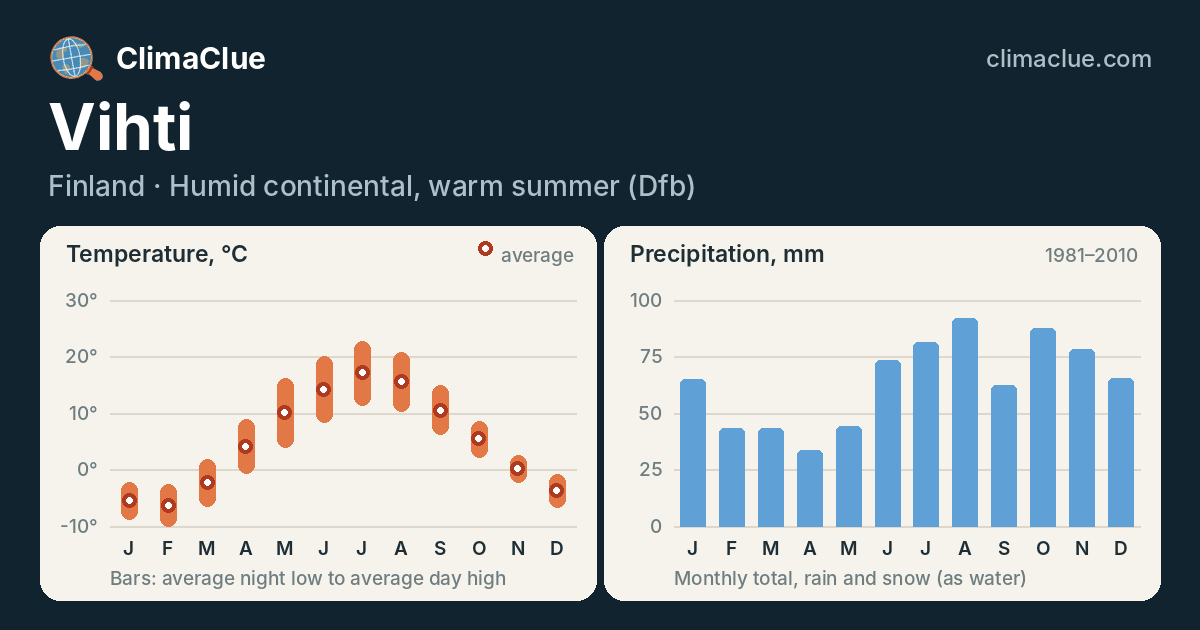 ClimaClue
climaclue.com
Vihti
Finland · Humid continental, warm summer (Dfb)
Temperature, °C
average
30°
20°
10°
0°
-10°
J F M A M J J A S O N D
Bars: average night low to average day high
Precipitation, mm
1981–2010
100
75
50
25
0
J F M A M J J A S O N D
Monthly total, rain and snow (as water)